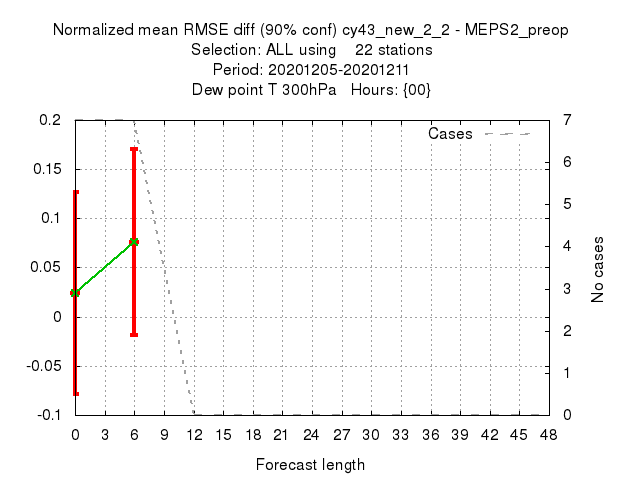 Normalized mean RMSE diff (90% conf) cy43_new_2_2 - MEPS2_preop
Selection: ALL using 22 stations
Period: 20201205-20201211
Dew point T 300hPa Hours: {00}
Cases
0.2
0.15
0.1
0.05
0
-0.05
-0.1
7
6
5
4
3
2
1
0
No cases
0 3 6 9 12 15 18 21 24 27 30 33 36 39 42 45 48
Forecast length